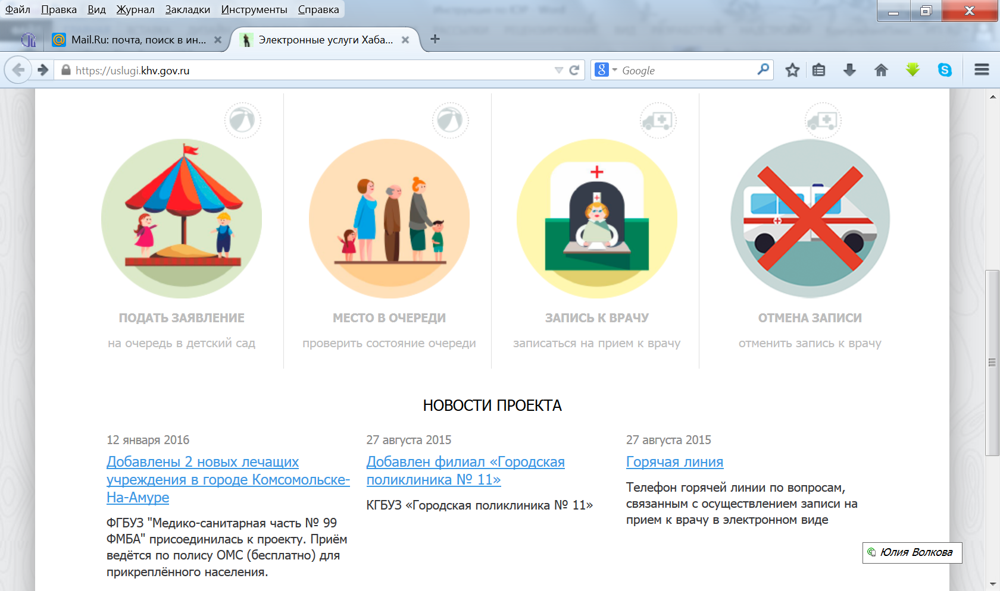 Файл Правка Вид Журнал Закладки Инструменты Справка
@ Mail.Ru: почта, поиск в ин... Электронные услуги Хаба...
https://uslugi.khv.gov.ru
Google
ПОДАТЬ ЗАЯВЛЕНИЕ
на очередь в детский сад
МЕСТО В ОЧЕРЕДИ
проверить состояние очереди
ЗАПИСЬ К ВРАЧУ
записаться на прием к врачу
ОТМЕНА ЗАПИСИ
отменить запись к врачу
НОВОСТИ ПРОЕКТА
12 января 2016
Добавлены 2 новых лечащих
учреждения в городе Комсомольске-
На-Амуре
ФГБУЗ "Медико-санитарная часть № 99
ФМБА" присоединилась к проекту. Приём
ведётся по полису ОМС (бесплатно) для
прикреплённого населения.
27 августа 2015
Добавлен филиал «Городская
поликлиника № 11»
КГБУЗ «Городская поликлиника № 11»
27 августа 2015
Горячая линия
Телефон горячей линии по вопросам,
связанным с осуществлением записи на
прием к врачу в электронном виде
Юлия Волкова